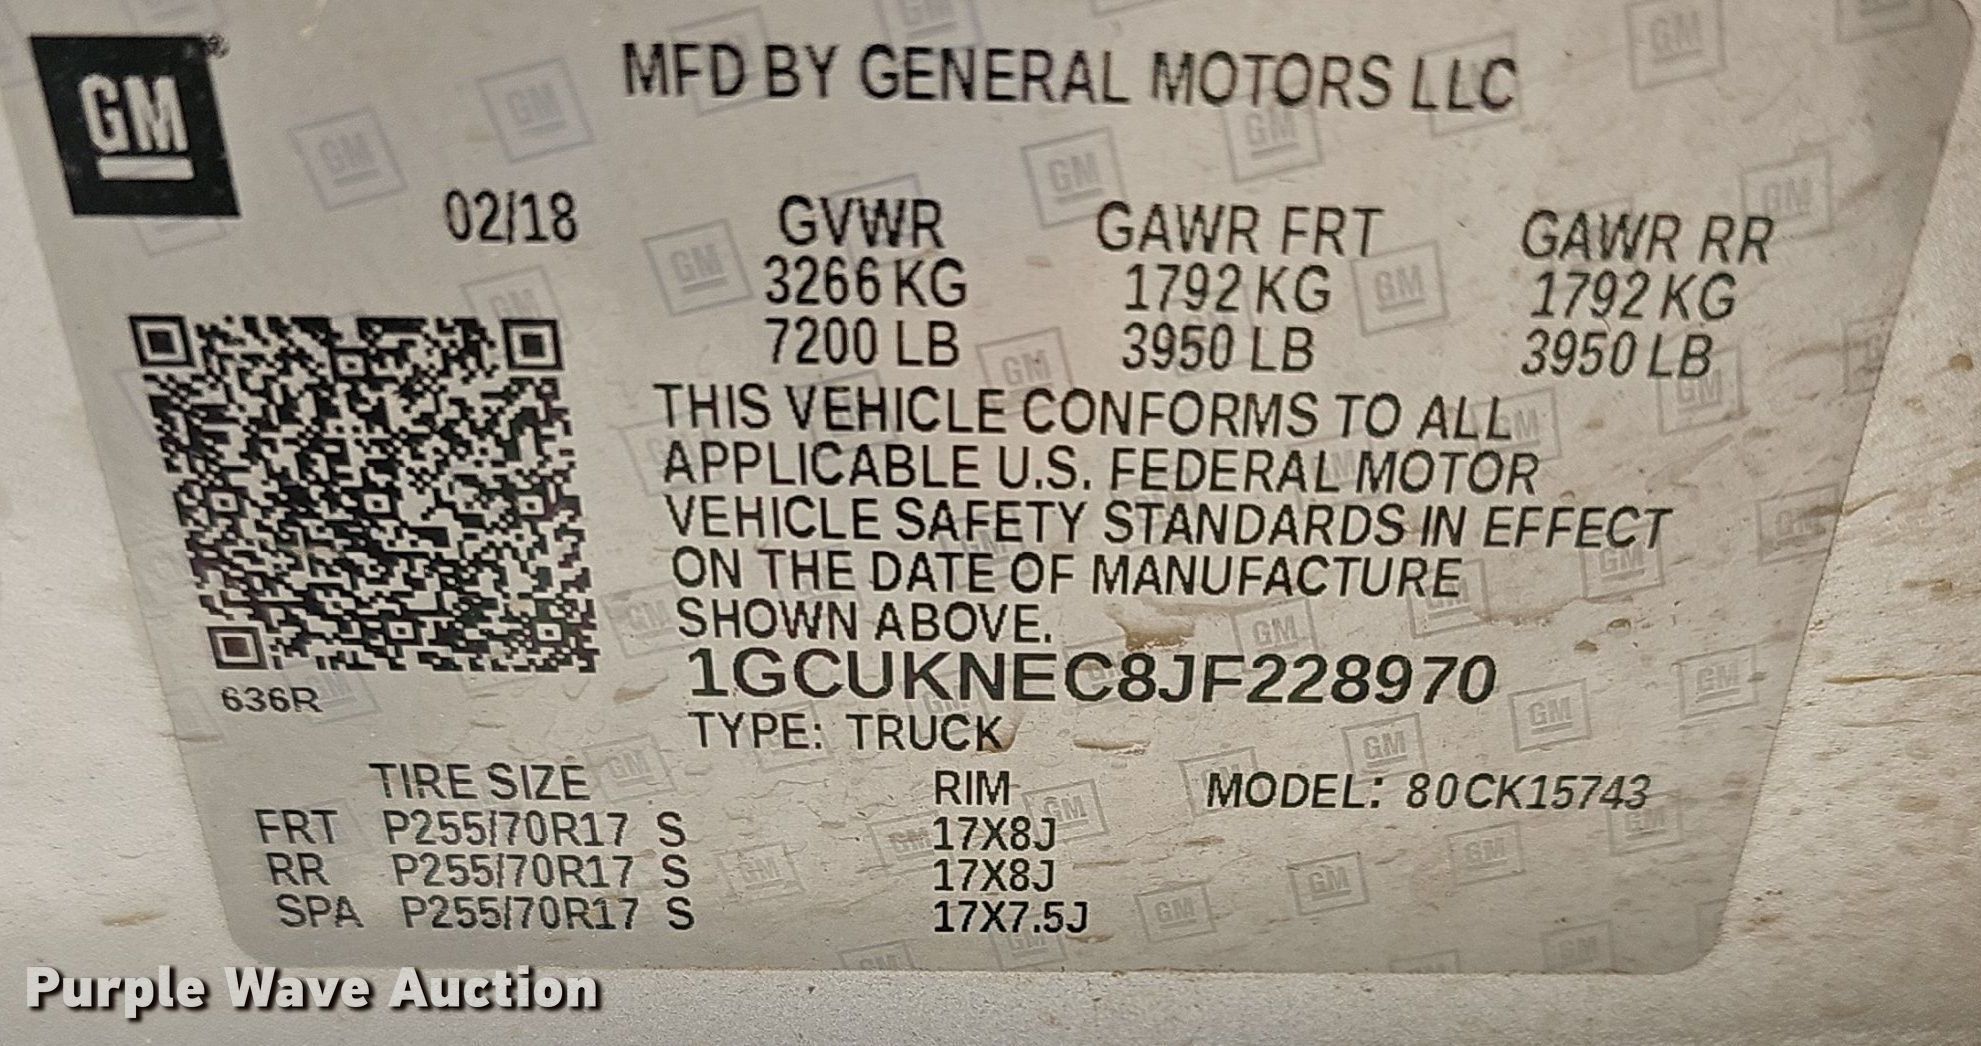 GM
MFD BY GENERAL MOTORS LLC
02/18 GVWR GAWR FRT GAWR RR
3266 KG 1792 KG 1792 KG
7200 LB 3950 LB 3950 LB
THIS VEHICLE CONFORMS TO ALL
APPLICABLE U.S. FEDERAL MOTOR
VEHICLE SAFETY STANDARDS IN EFFECT
ON THE DATE OF MANUFACTURE
SHOWN ABOVE.
1GCUKNEC8JF228970
636R
TYPE: TRUCK
TIRE SIZE RIM MODEL: 80CK15743
FRT P255/70R17 S 17X8J
RR P255/70R17 S 17X8J
SPA P255/70R17 S 17X7.5J
Purple Wave Auction